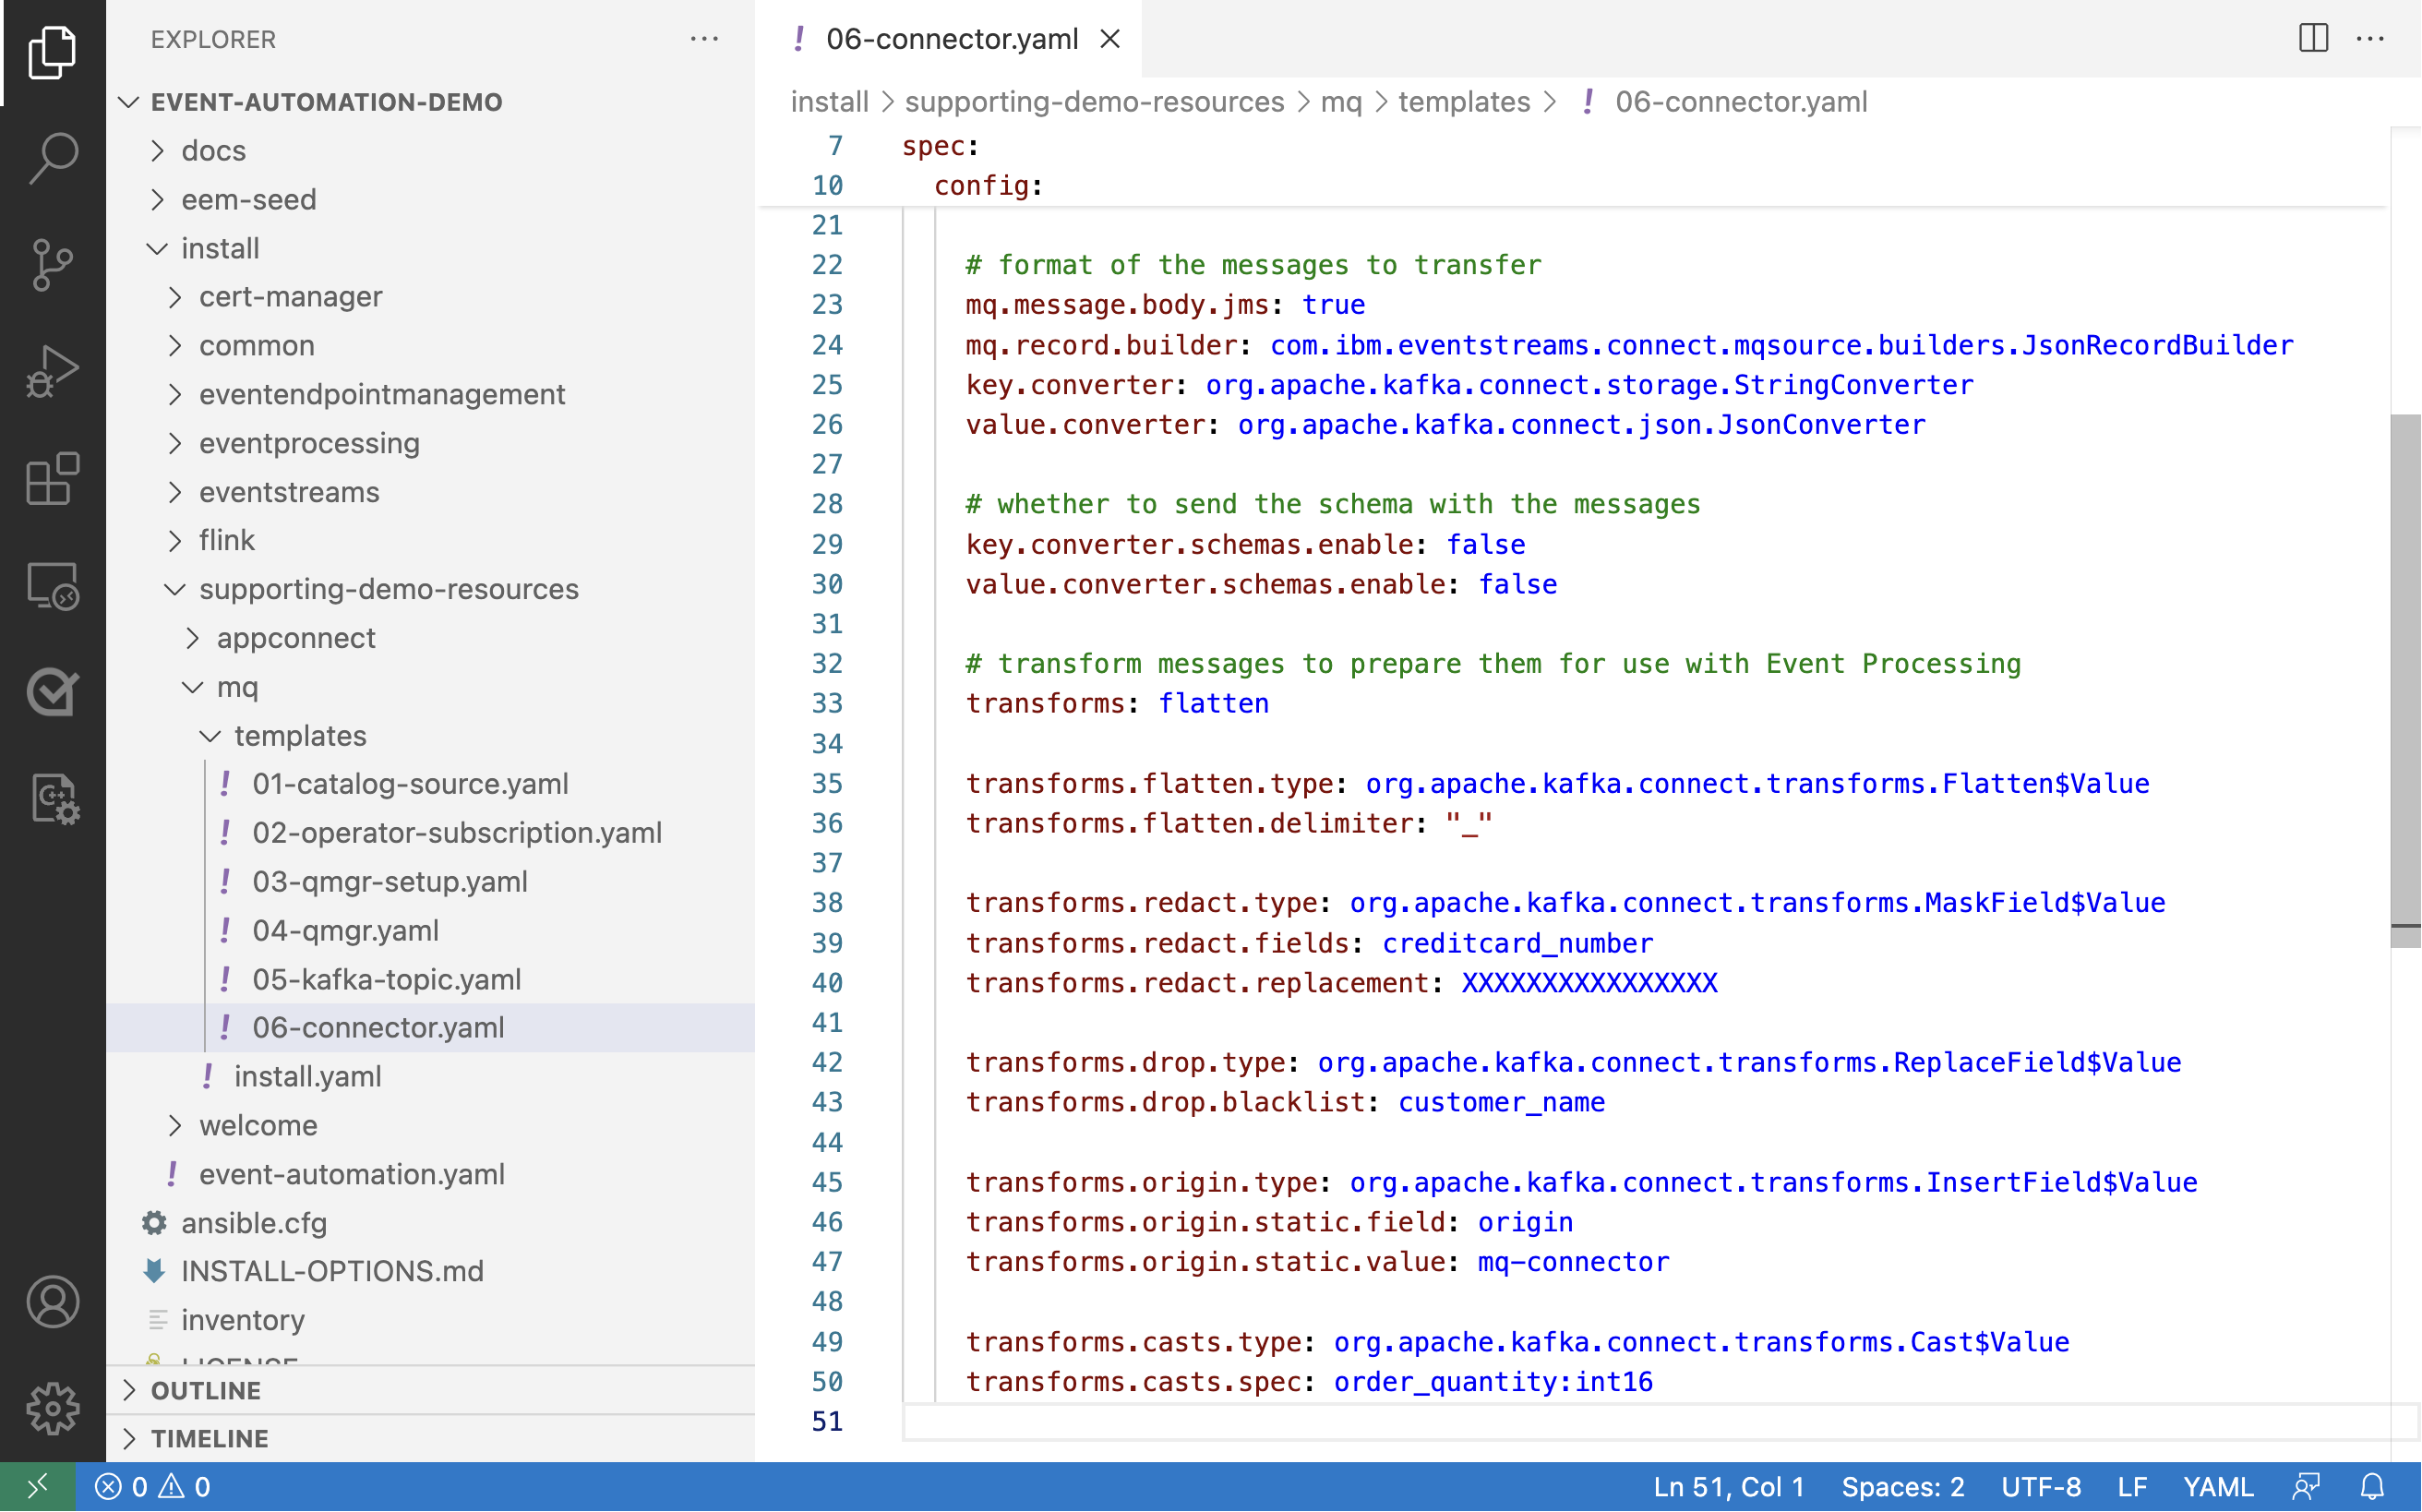 EXPLORER
EVENT-AUTOMATION-DEMO
docs
eem-seed
install
cert-manager
common
eventendpointmanagement
eventprocessing
eventstreams
flink
supporting-demo-resources
appconnect
mq
templates
! 01-catalog-source.yaml
! 02-operator-subscription.yaml
! 03-qmgr-setup.yaml
! 04-qmgr.yaml
! 05-kafka-topic.yaml
! 06-connector.yaml
! install.yaml
welcome
! event-automation.yaml
ansible.cfg
INSTALL-OPTIONS.md
inventory
LICENSE
OUTLINE
TIMELINE
! 06-connector.yaml
install > supporting-demo-resources > mq > templates > ! 06-connector.yaml
7 spec:
10 config:
21
22 # format of the messages to transfer
23 mq.message.body.jms: true
24 mq.record.builder: com.ibm.eventstreams.connect.mqsource.builders.JsonRecordBuilder
25 key.converter: org.apache.kafka.connect.storage.StringConverter
26 value.converter: org.apache.kafka.connect.json.JsonConverter
27
28 # whether to send the schema with the messages
29 key.converter.schemas.enable: false
30 value.converter.schemas.enable: false
31
32 # transform messages to prepare them for use with Event Processing
33 transforms: flatten
34
35 transforms.flatten.type: org.apache.kafka.connect.transforms.Flatten$Value
36 transforms.flatten.delimiter: "_"
37
38 transforms.redact.type: org.apache.kafka.connect.transforms.MaskField$Value
39 transforms.redact.fields: creditcard_number
40 transforms.redact.replacement: XXXXXXXXXXXXXXXX
41
42 transforms.drop.type: org.apache.kafka.connect.transforms.ReplaceField$Value
43 transforms.drop.blacklist: customer_name
44
45 transforms.origin.type: org.apache.kafka.connect.transforms.InsertField$Value
46 transforms.origin.static.field: origin
47 transforms.origin.static.value: mq-connector
48
49 transforms.casts.type: org.apache.kafka.connect.transforms.Cast$Value
50 transforms.casts.spec: order_quantity:int16
51
0 0 Ln 51, Col 1 Spaces: 2 UTF-8 LF YAML